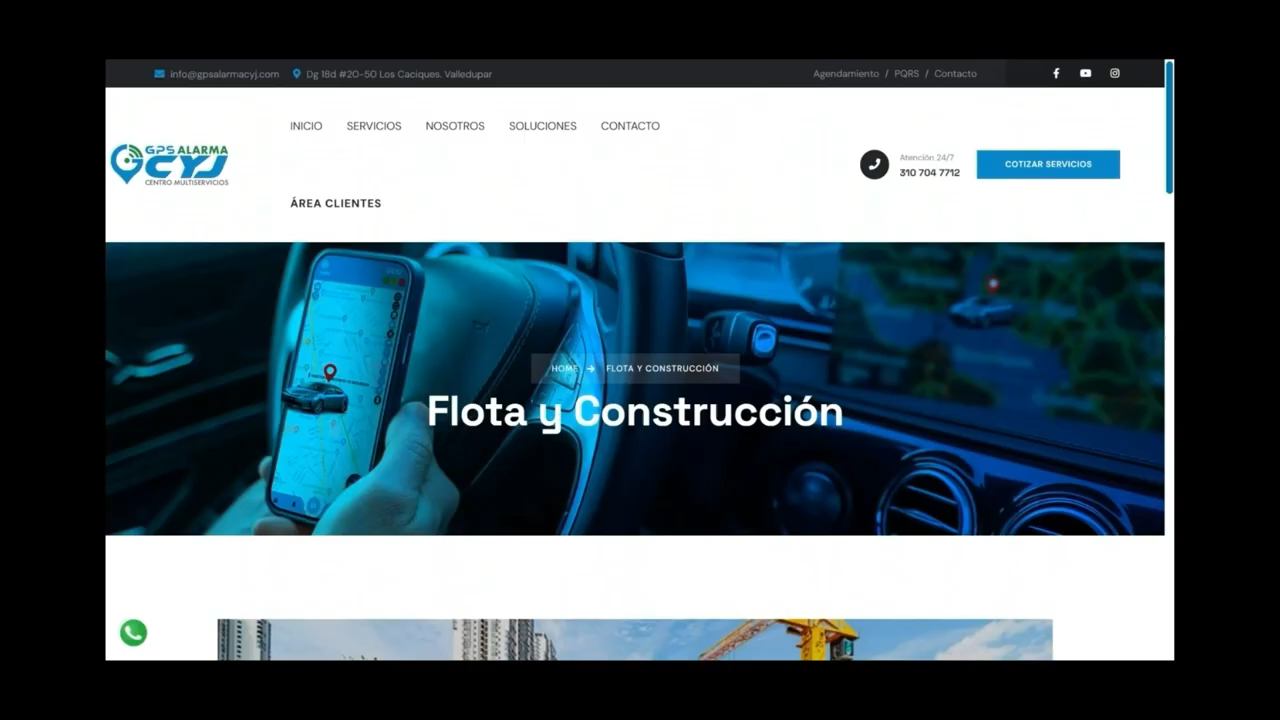 info@gpsalarmacyj.com
Dg 18d #20-50 Los Caciques. Valledupar
Agendamiento / PQRS / Contacto
INICIO SERVICIOS NOSOTROS SOLUCIONES CONTACTO
GPS ALARMA
CYJ
CENTRO MULTISERVICIOS
Atención 24/7
310 704 7712
COTIZAR SERVICIOS
ÁREA CLIENTES
HOME → FLOTA Y CONSTRUCCIÓN
Flota y Construcción